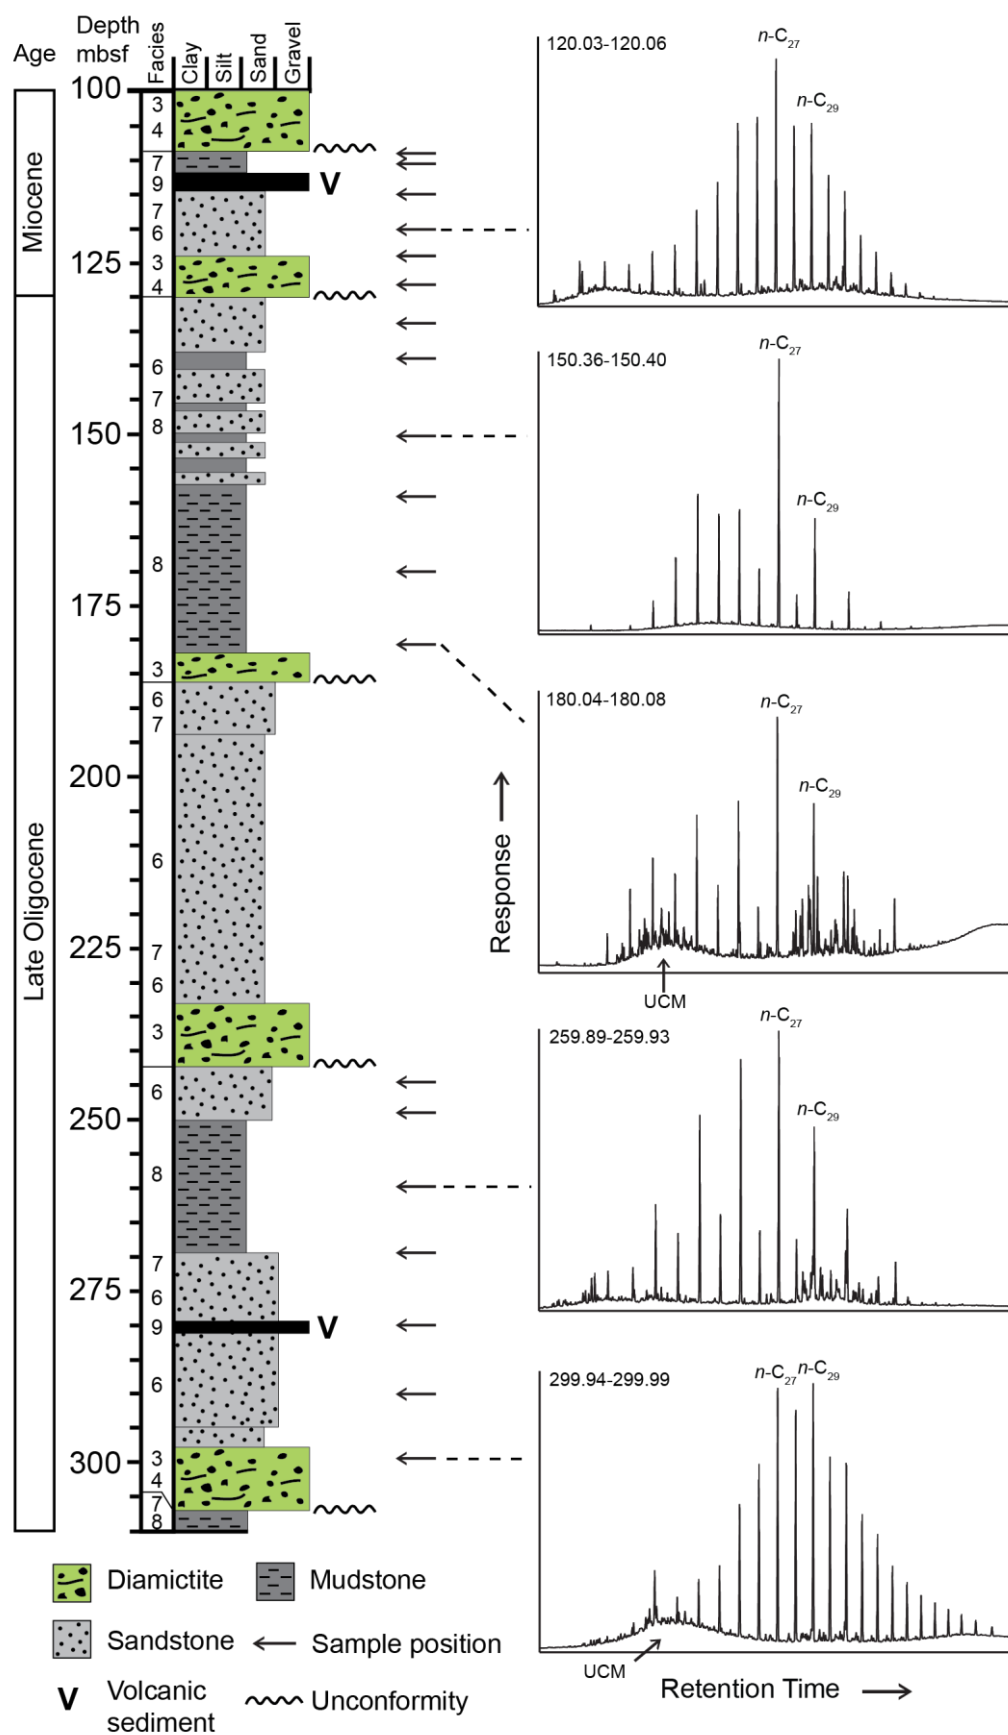 Age
Depth
mbsf
Facies
Clay
Silt
Sand
Gravel
Miocene
Late Oligocene
100
125
150
175
200
225
250
275
300
3
4
7
9
7
6
3
4
6
7
8
8
3
6
7
6
7
6
3
6
8
7
6
9
6
3
4
7
8
V
V
120.03-120.06
n-C27
n-C29
150.36-150.40
n-C27
n-C29
180.04-180.08
n-C27
n-C29
UCM
259.89-259.93
n-C27
n-C29
299.94-299.99
n-C27
n-C29
UCM
Response
Retention Time
Diamictite
Mudstone
Sandstone
Sample position
V Volcanic
sediment
Unconformity